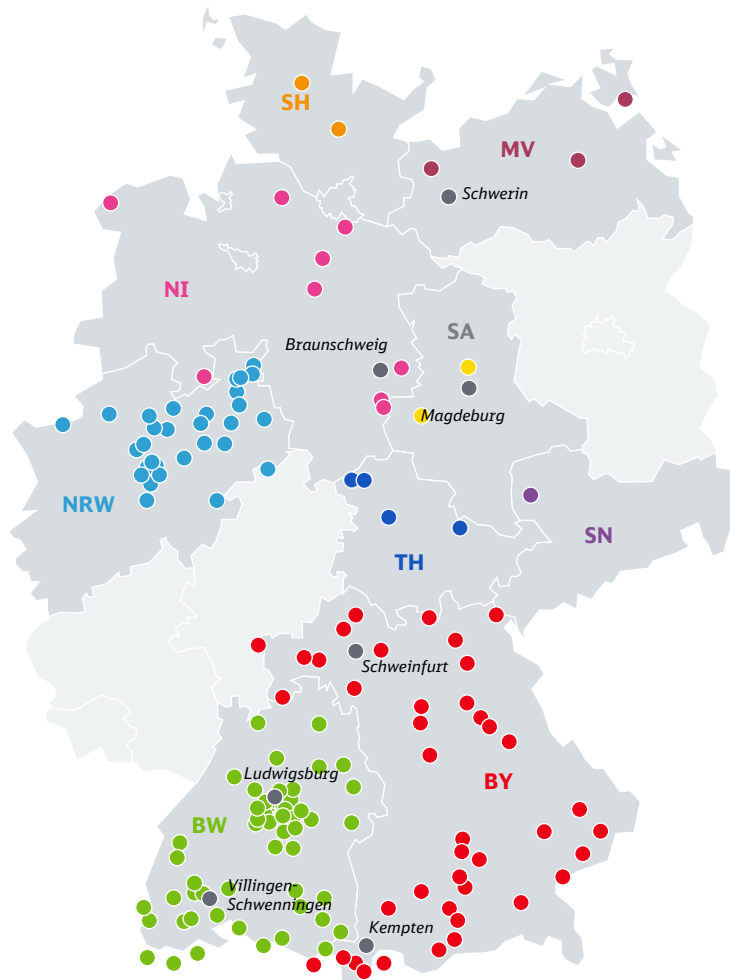 SH
MV
Schwerin
NI
SA
Braunschweig
Magdeburg
NRW
SN
TH
Schweinfurt
Ludwigsburg
BY
BW
Villingen-
Schwenningen
Kempten